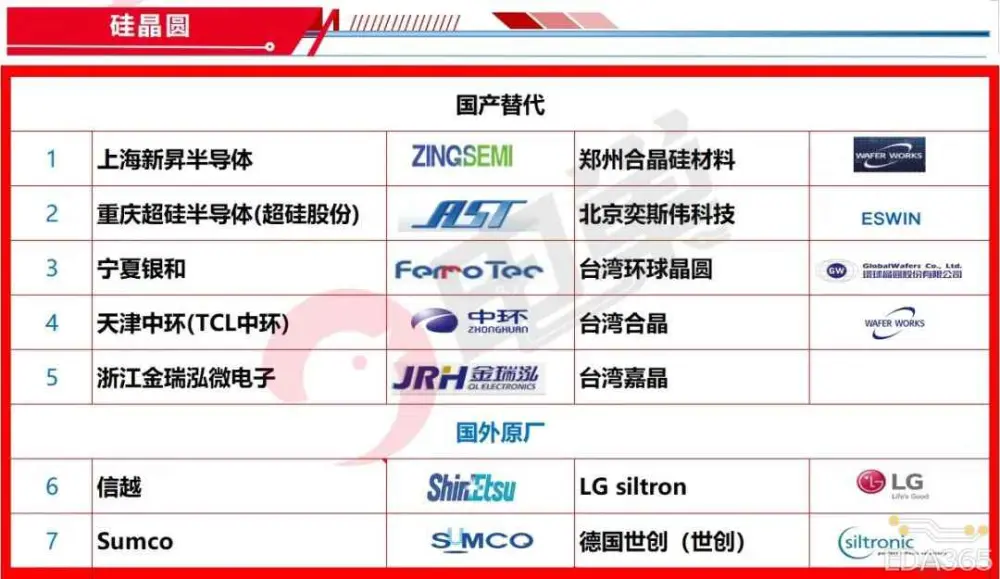 硅晶圆
国产替代
1 上海新昇半导体 ZINGSEMI 郑州合晶硅材料 WAFER WORKS
2 重庆超硅半导体(超硅股份) AST 北京奕斯伟科技 ESWIN
3 宁夏银和 FerroTec 台湾环球晶圆 GW GlobalWafers Co., Ltd.
環球晶圓股份有限公司
4 天津中环(TCL中环) 中环 ZHONGHUAN 台湾合晶 WAFER WORKS
5 浙江金瑞泓微电子 JRH 金瑞泓 QL ELECTRONICS 台湾嘉晶
国外原厂
6 信越 ShinEtsu LG siltron LG Life's Good
7 Sumco SUMCO 德国世创（世创） siltronic
EDA365